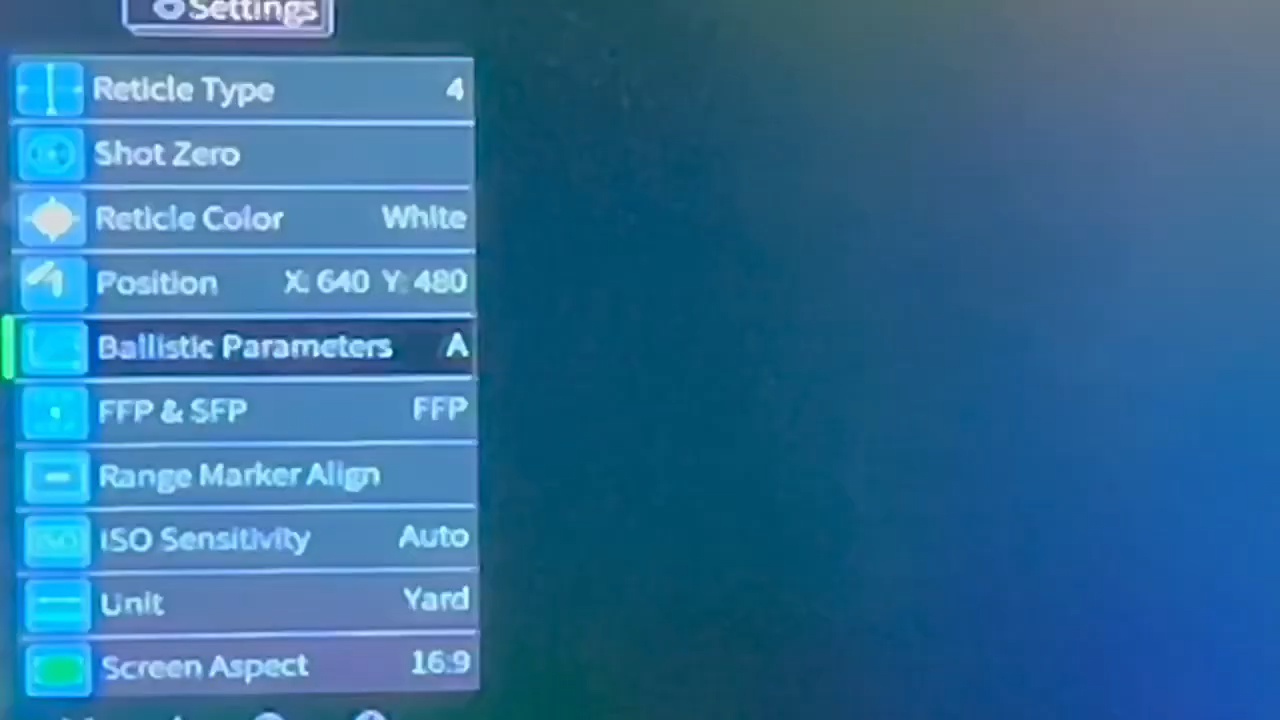 Settings
Reticle Type 4
Shot Zero
Reticle Color White
Position X: 640 Y: 480
Ballistic Parameters A
FFP & SFP FFP
Range Marker Align
ISO Sensitivity Auto
Unit Yard
Screen Aspect 16:9